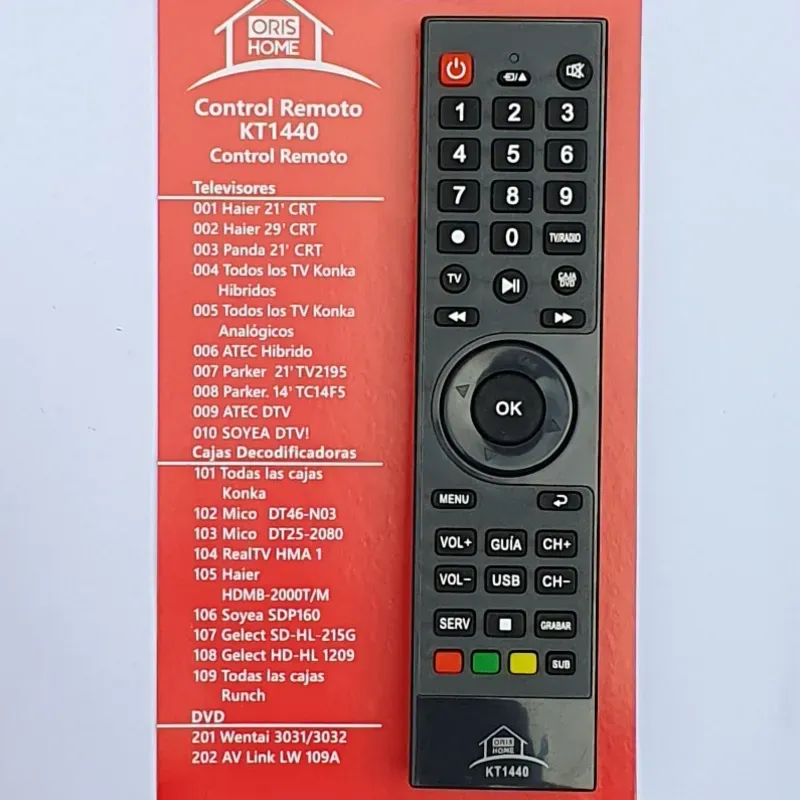 ORIS
HOME
Control Remoto
KT1440
Control Remoto
Televisores
001 Haier 21' CRT
002 Haier 29' CRT
003 Panda 21' CRT
004 Todos los TV Konka
Hibridos
005 Todos los TV Konka
Analógicos
006 ATEC Hibrido
007 Parker 21' TV2195
008 Parker. 14' TC14F5
009 ATEC DTV
010 SOYEA DTV!
Cajas Decodificadoras
101 Todas las cajas
Konka
102 Mico DT46-N03
103 Mico DT25-2080
104 RealTV HMA 1
105 Haier
HDMB-2000T/M
106 Soyea SDP160
107 Gelect SD-HL-215G
108 Gelect HD-HL 1209
109 Todas las cajas
Runch
DVD
201 Wentai 3031/3032
202 AV Link LW 109A
1 2 3
4 5 6
7 8 9
0 TV/RADIO
TV CAJA
DVD
OK
MENU
VOL+ GUÍA CH+
VOL- USB CH-
SERV GRABAR
SUB
ORIS
HOME
KT1440